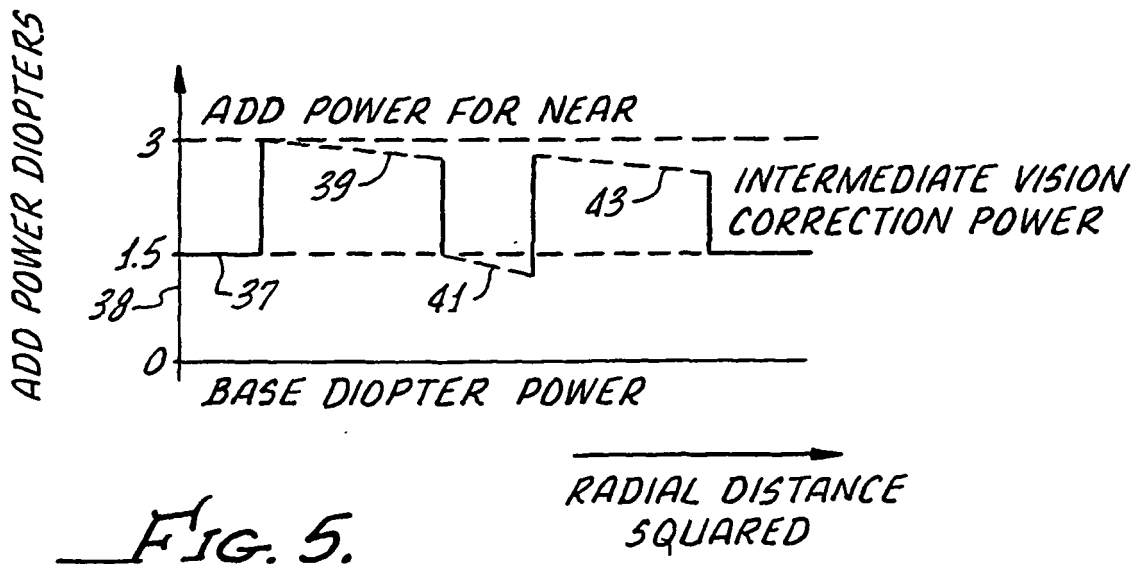 ADD POWER DIOPTERS
ADD POWER FOR NEAR
3
39
43
INTERMEDIATE VISION
CORRECTION POWER
1.5
38
37
41
0
BASE DIOPTER POWER
RADIAL DISTANCE
SQUARED
FIG. 5.